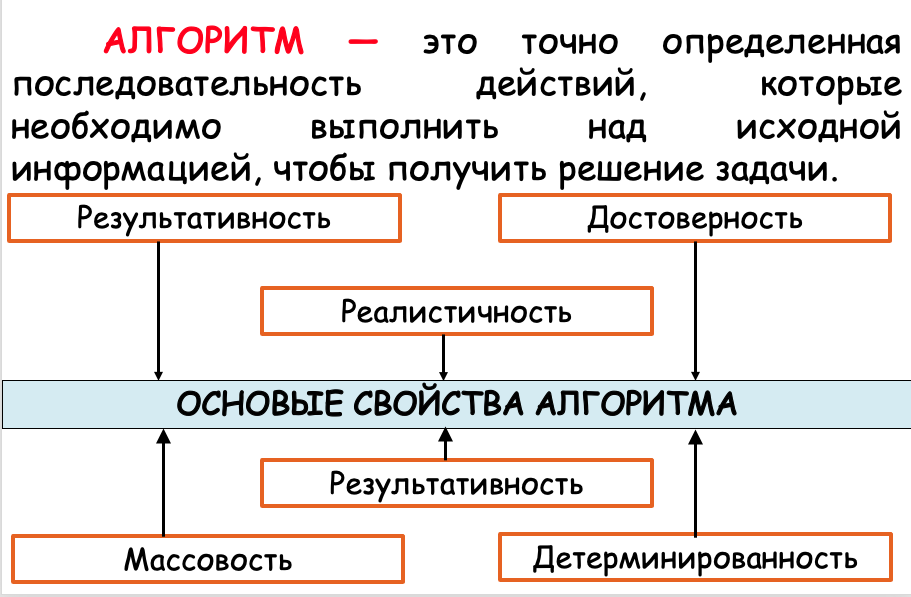 АЛГОРИТМ — это точно определенная
последовательность действий, которые
необходимо выполнить над исходной
информацией, чтобы получить решение задачи.
Результативность
Достоверность
Реалистичность
ОСНОВЫЕ СВОЙСТВА АЛГОРИТМА
Результативность
Массовость
Детерминированность